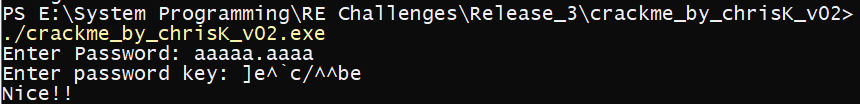 PS E:\System Programming\RE Challenges\Release_3\crackme_by_chrisK_v02>
./crackme_by_chrisK_v02.exe
Enter Password: aaaaa.aaaa
Enter password key: ]e^`c/^^be
Nice!!